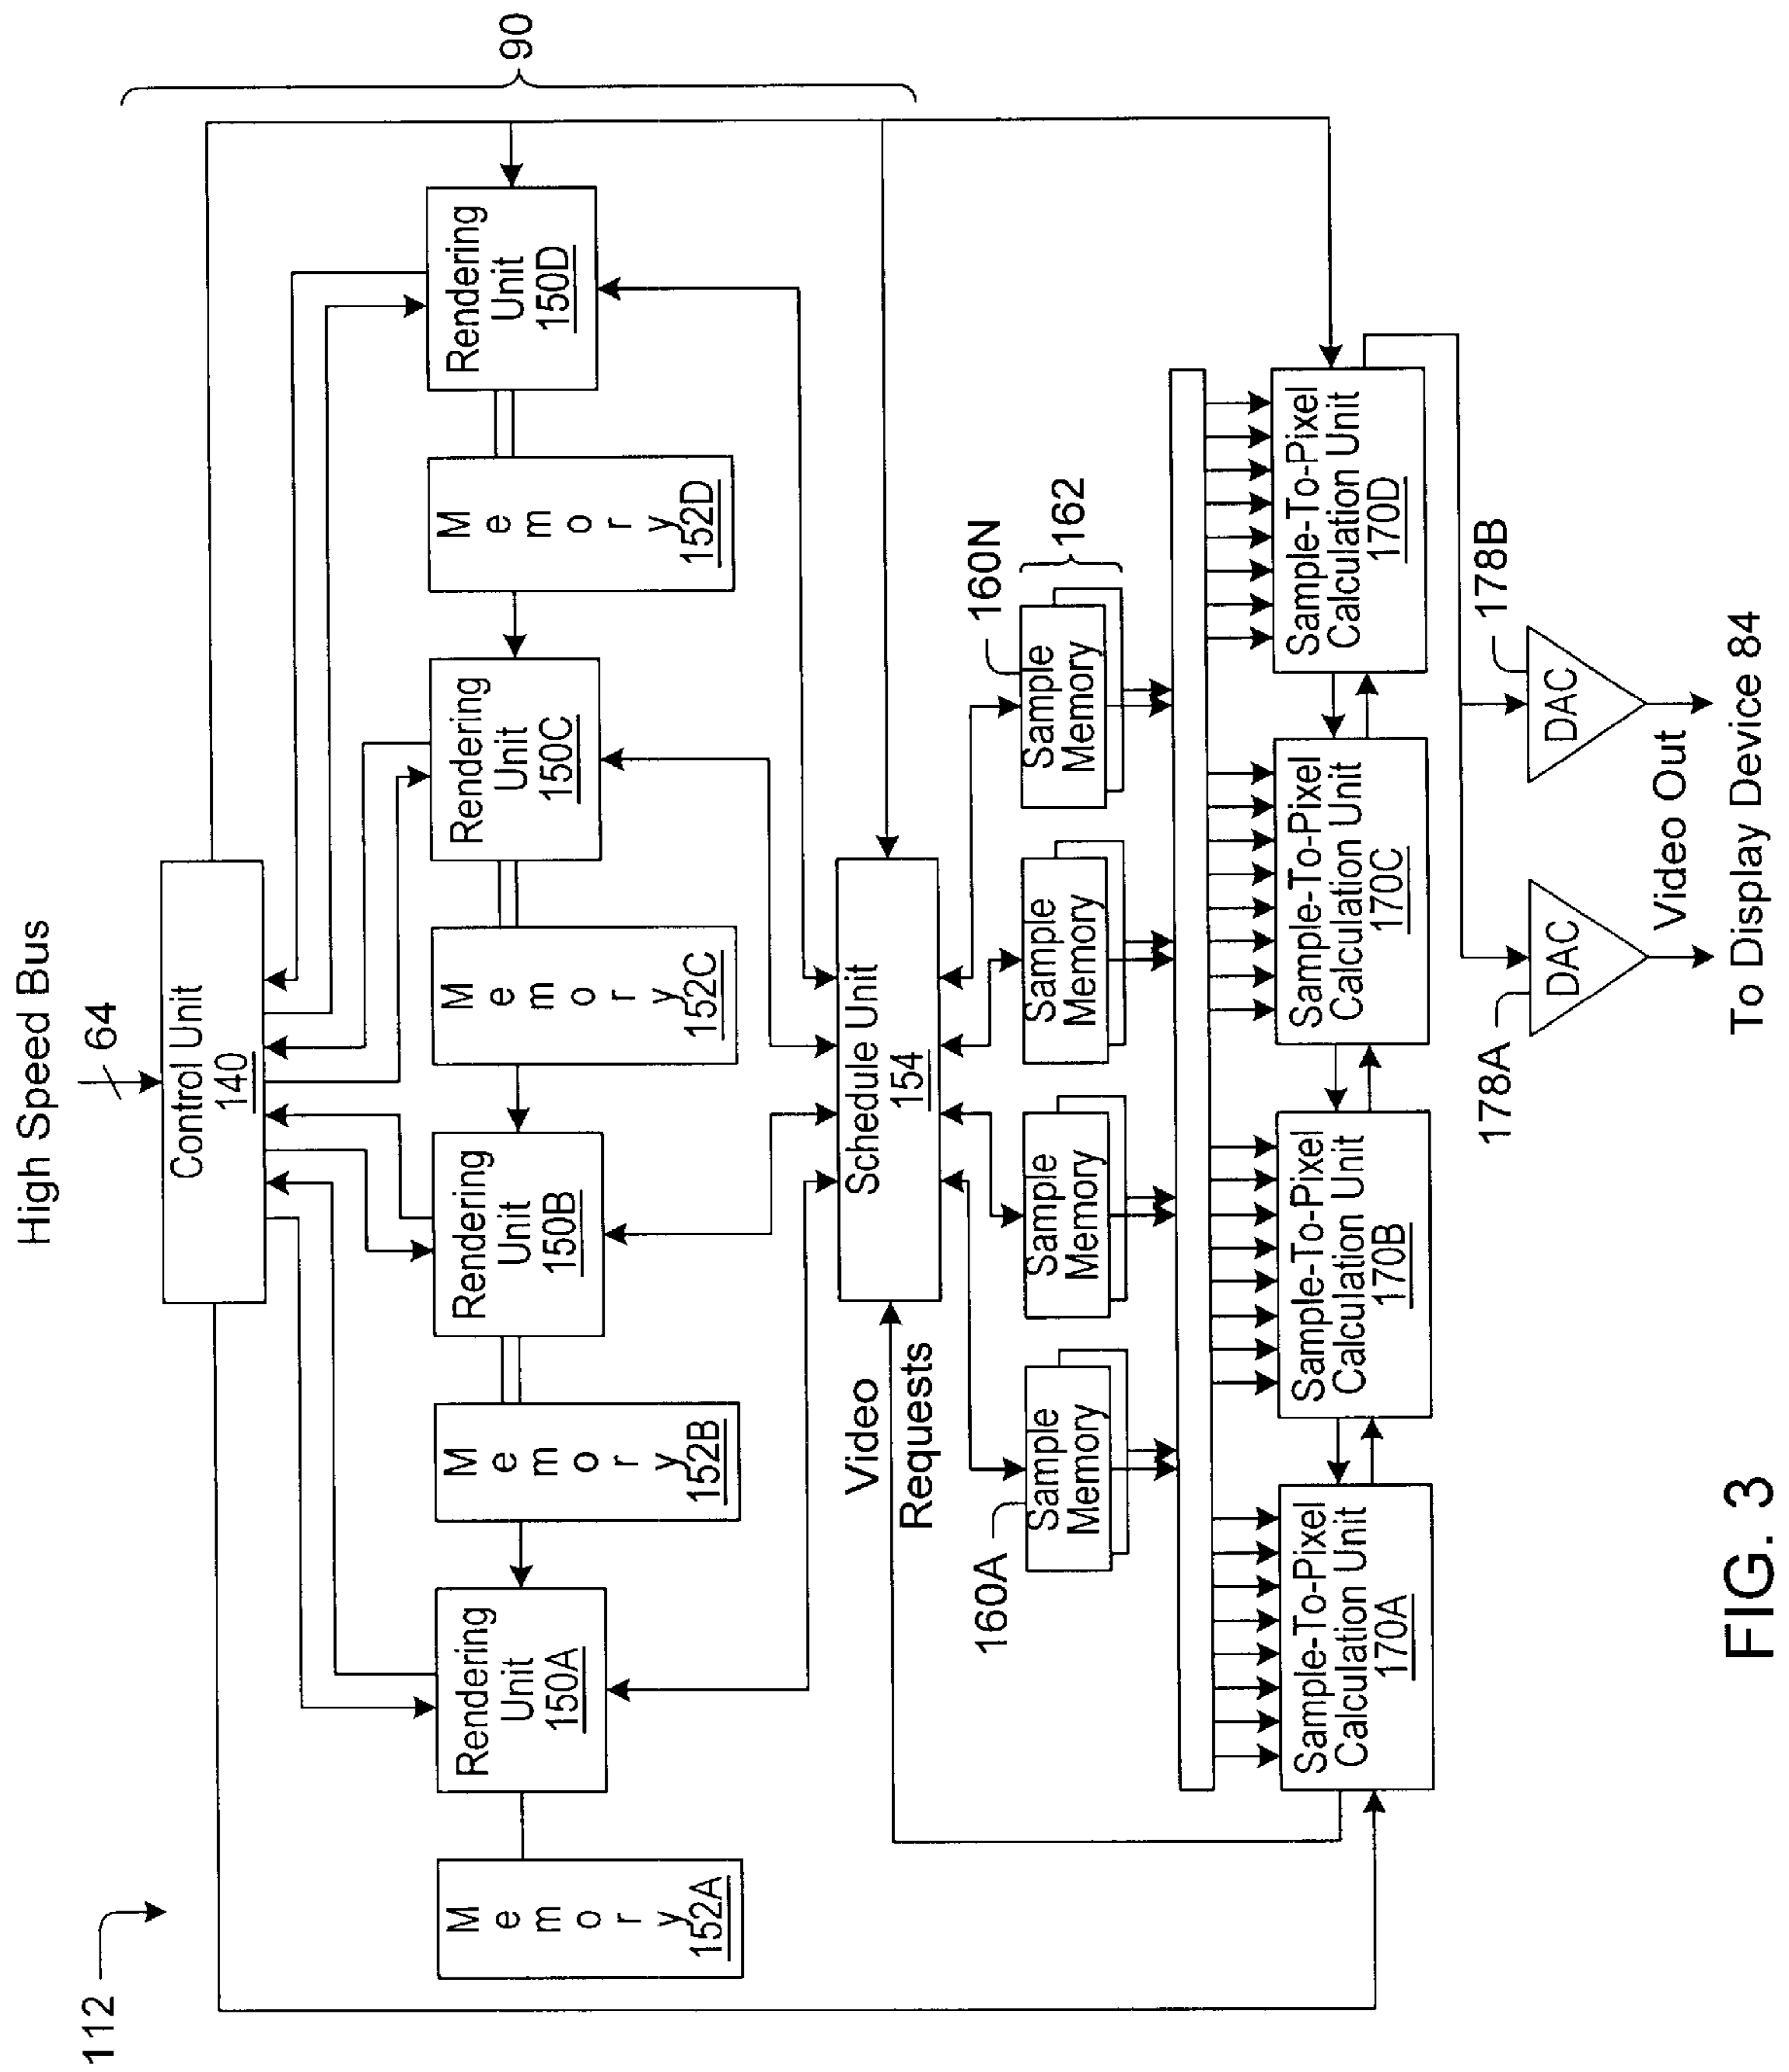 112
High Speed Bus
64
Control Unit
140
90
Rendering
Unit
150A
Rendering
Unit
150B
Rendering
Unit
150C
Rendering
Unit
150D
Memory
152A
Memory
152B
Memory
152C
Memory
152D
Schedule Unit
154
Video
Requests
160A
Sample
Memory
Sample
Memory
Sample
Memory
Sample
Memory
160N
162
Sample-To-Pixel
Calculation Unit
170A
Sample-To-Pixel
Calculation Unit
170B
Sample-To-Pixel
Calculation Unit
170C
Sample-To-Pixel
Calculation Unit
170D
178A
DAC
178B
DAC
Video Out
To Display Device 84
FIG. 3